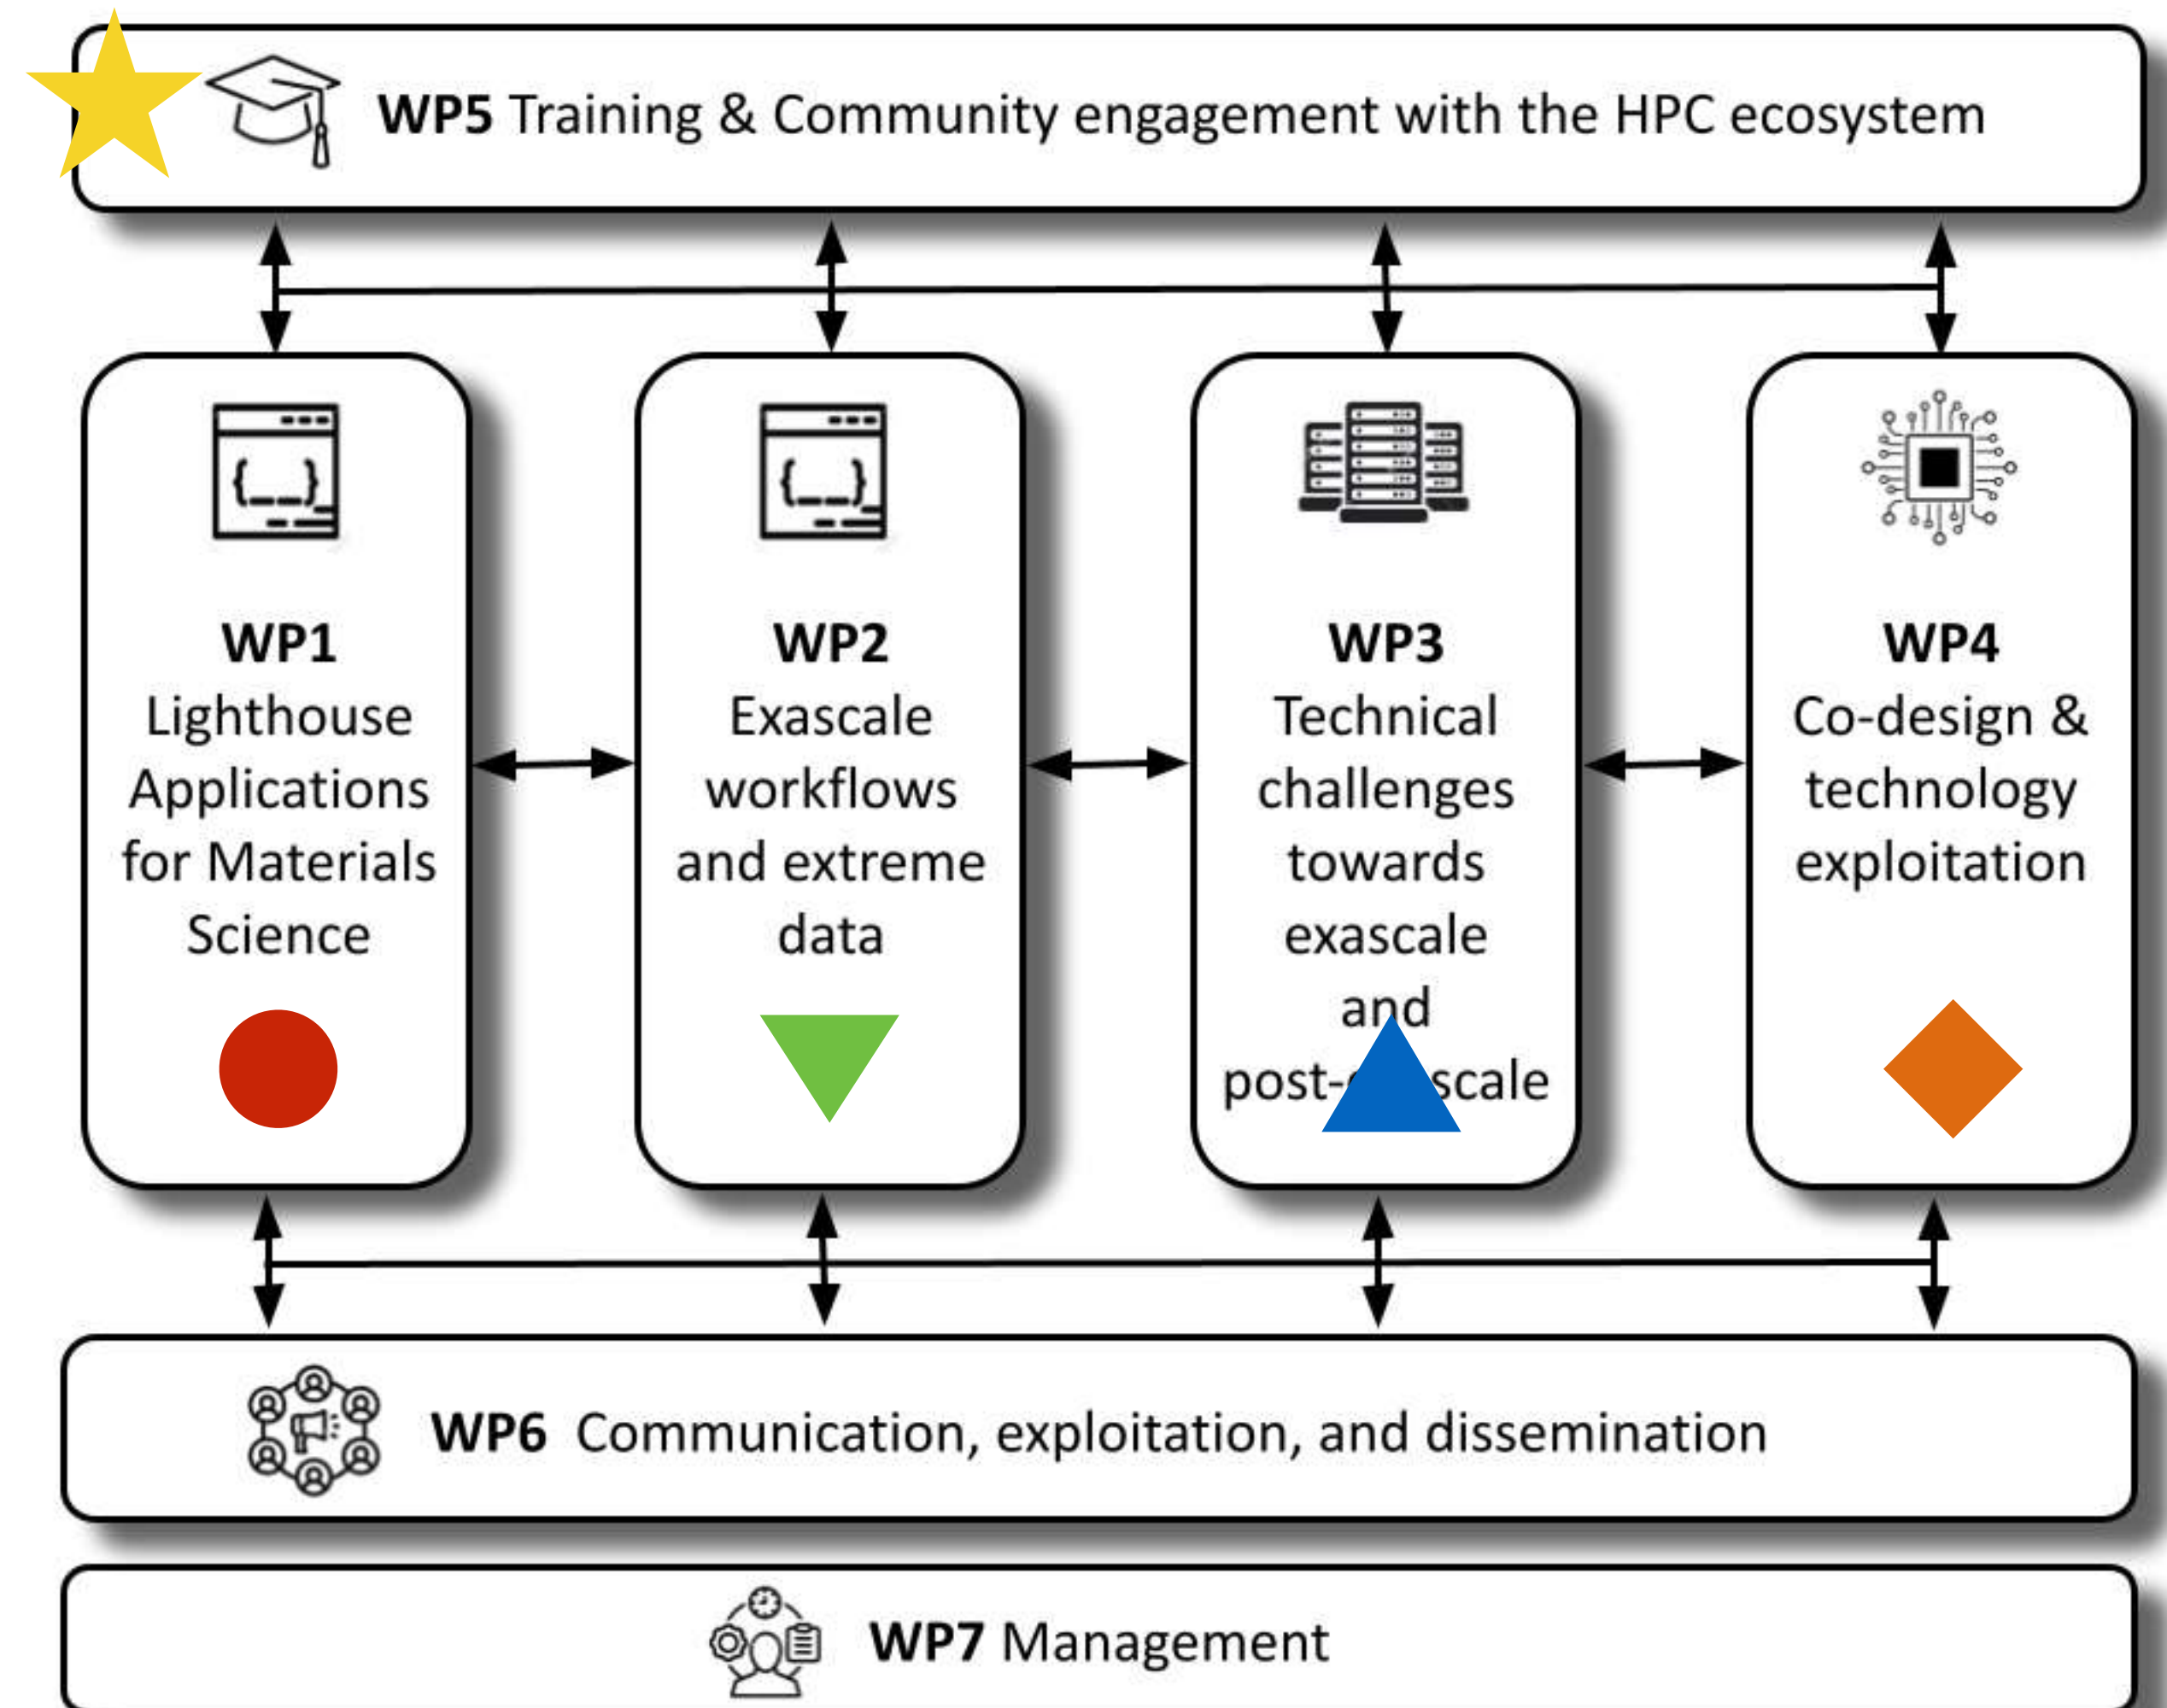 WP5 Training & Community engagement with the HPC ecosystem
WP1
Lighthouse
Applications
for Materials
Science
WP2
Exascale
workflows
and extreme
data
WP3
Technical
challenges
towards
exascale
and
WP4
Co-design &
technology
exploitation
WP6 Communication, exploitation, and dissemination
WP7 Management